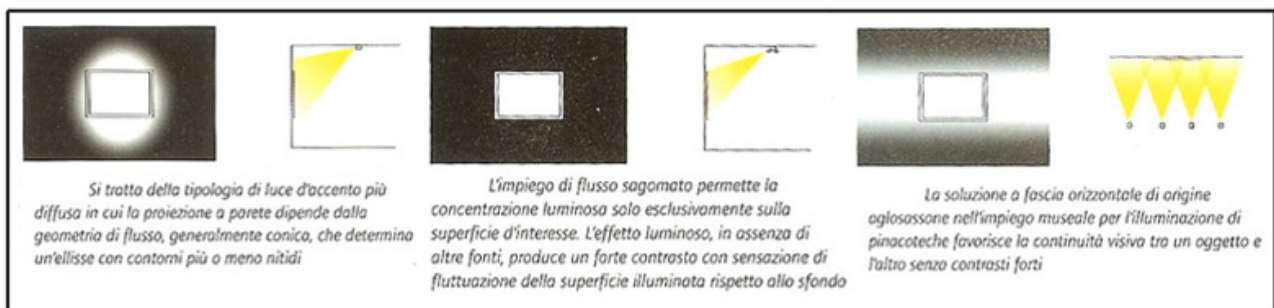 Si tratta della tipologia di luce d'accento più
diffusa in cui la proiezione a parete dipende dalla
geometria di flusso, generalmente conica, che determina
un'ellisse con contorni più o meno nitidi
L'impiego di flusso sagomato permette la
concentrazione luminosa solo esclusivamente sulla
superficie d'interesse. L'effetto luminoso, in assenza di
altre fonti, produce un forte contrasto con sensazione di
fluttuazione della superficie illuminata rispetto allo sfondo
La soluzione a fascia orizzontale di origine
oglosassone nell'impiego museale per l'illuminazione di
pinacoteche favorisce la continuità visiva tra un oggetto e
l'altro senza contrasti forti